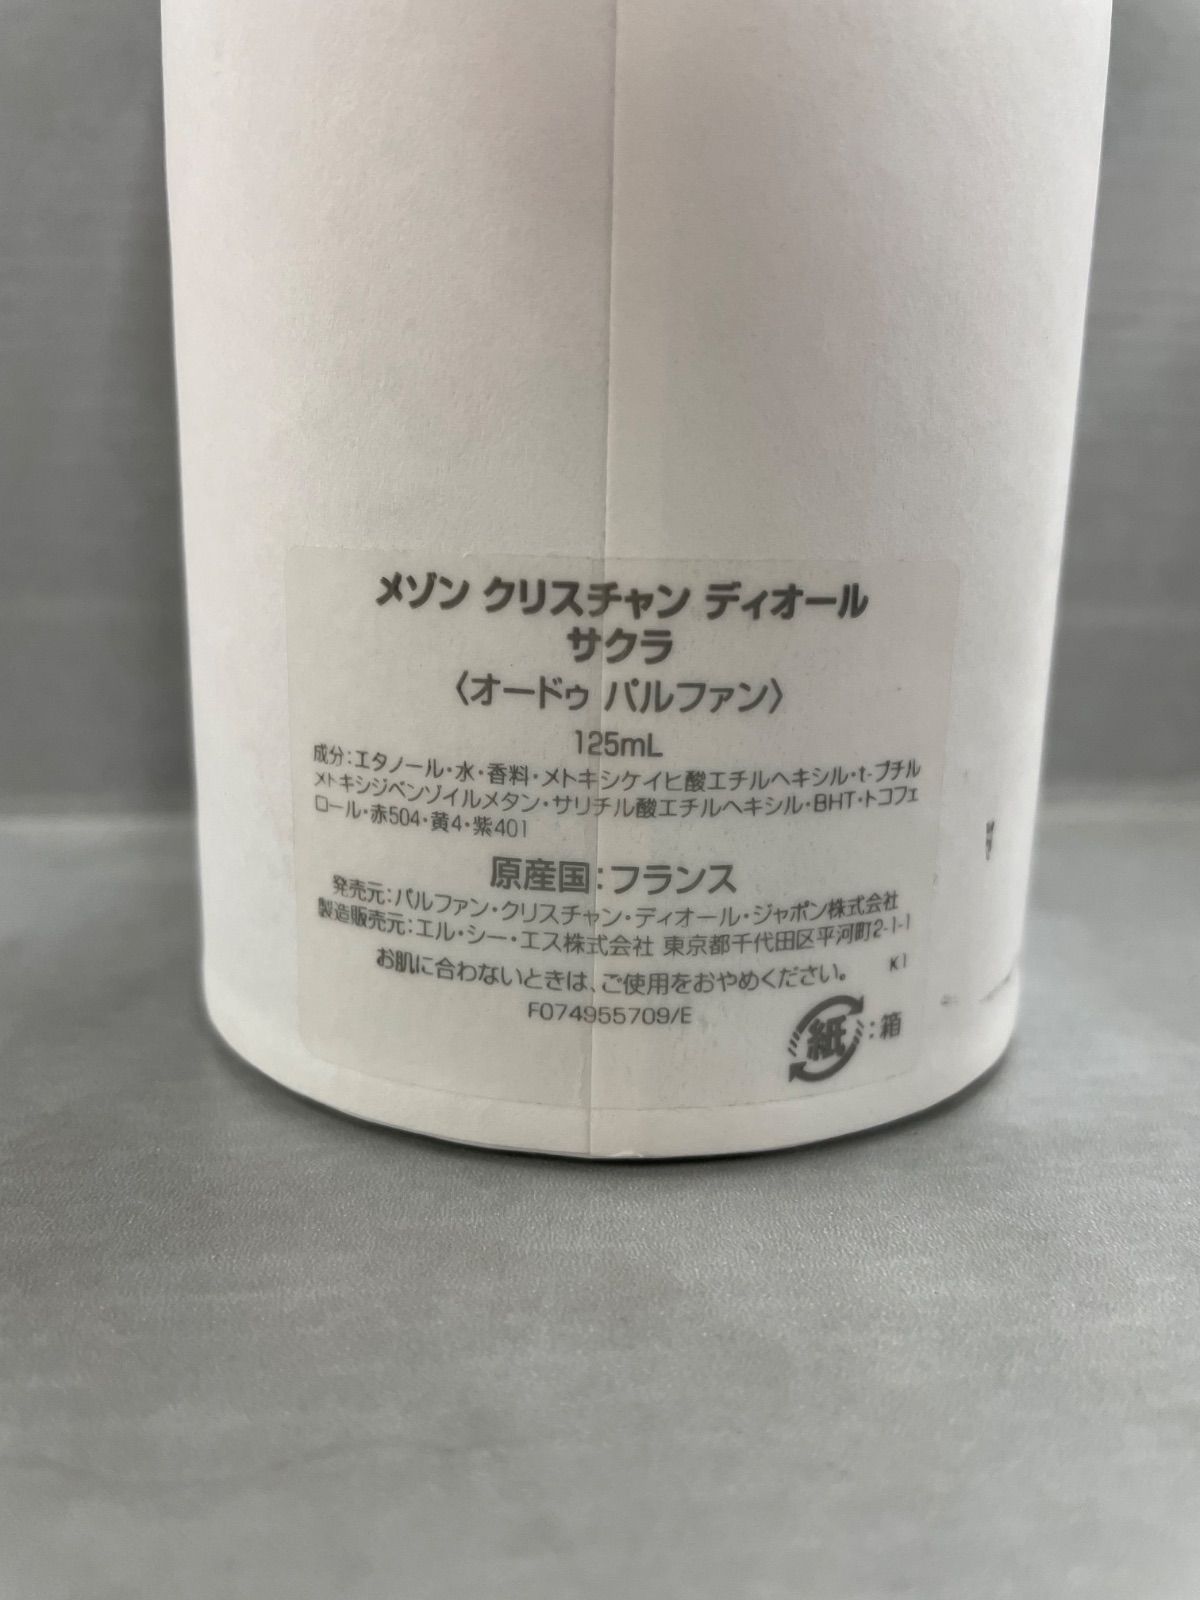 メゾン クリスチャン ディオール
サクラ
〈オードゥ パルファン〉
125mL
成分:エタノール・水・香料・メトキシケイヒ酸エチルヘキシル・t-ブチル
メトキシジベンゾイルメタン・サリチル酸エチルヘキシル・BHT・トコフェ
ロール・赤504・黄4・紫401
原産国:フランス
発売元:パルファン・クリスチャン・ディオール・ジャポン株式会社
製造販売元:エル・シー・エス株式会社 東京都千代田区平河町2-1-1
お肌に合わないときは、ご使用をおやめください。 K1
F074955709/E
紙:箱